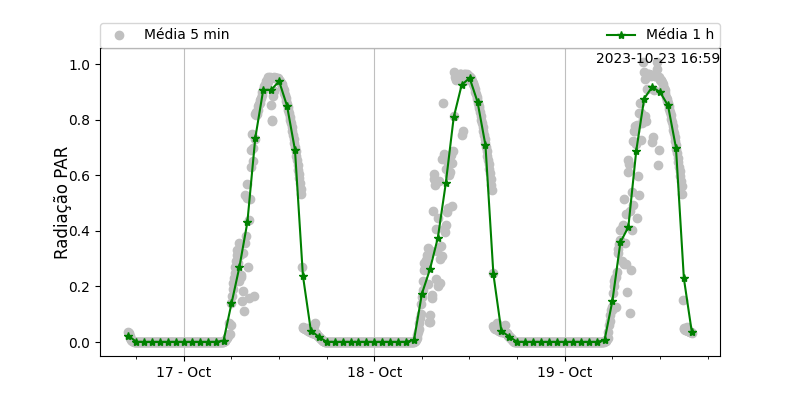 Média 5 min
Média 1 h
2023-10-23 16:59
Radiação PAR
1.0
0.8
0.6
0.4
0.2
0.0
17 - Oct
18 - Oct
19 - Oct